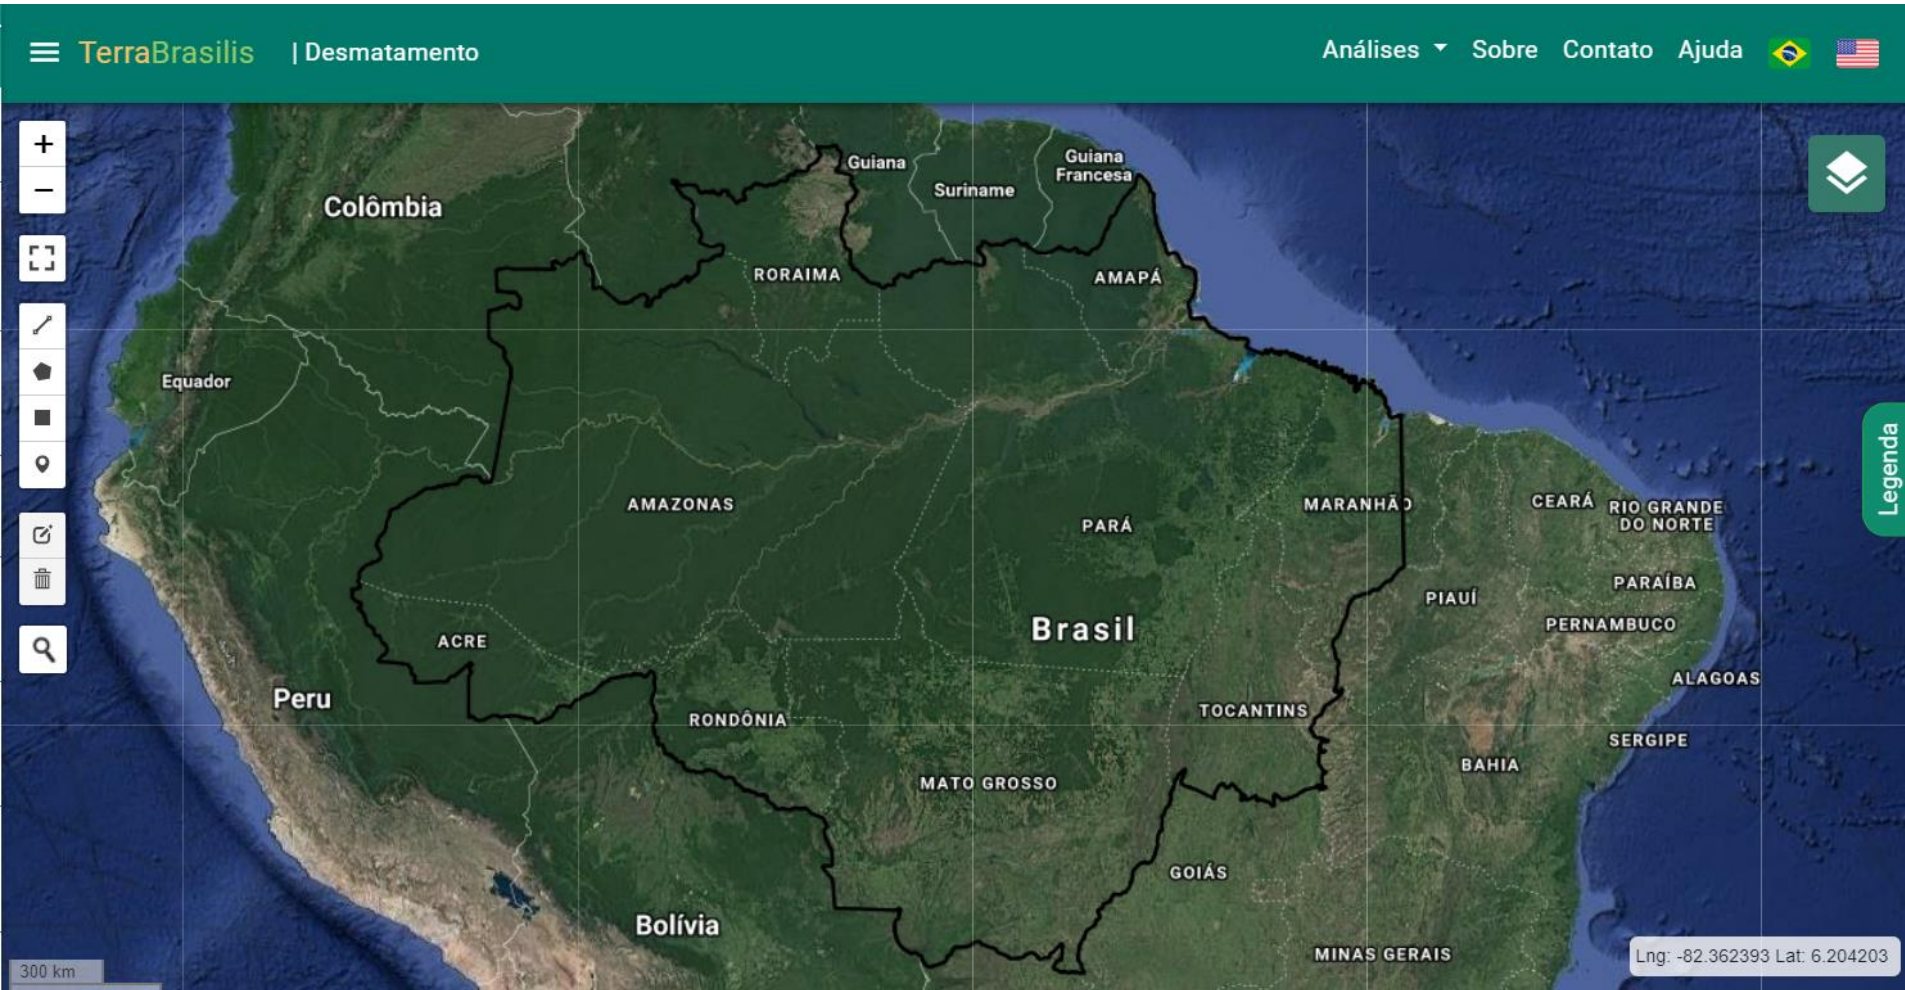 TerraBrasilis | Desmatamento
Análises Sobre Contato Ajuda
+
−
Guiana
Guiana
Francesa
Suriname
Colômbia
RORAIMA
AMAPÁ
Equador
Legenda
AMAZONAS
MARANHÃO
CEARÁ
RIO GRANDE
DO NORTE
PARÁ
PARAÍBA
PIAUÍ
Brasil
PERNAMBUCO
ACRE
ALAGOAS
Peru
TOCANTINS
RONDÔNIA
SERGIPE
BAHIA
MATO GROSSO
GOIÁS
Bolívia
MINAS GERAIS
Lng: -82.362393 Lat: 6.204203
300 km